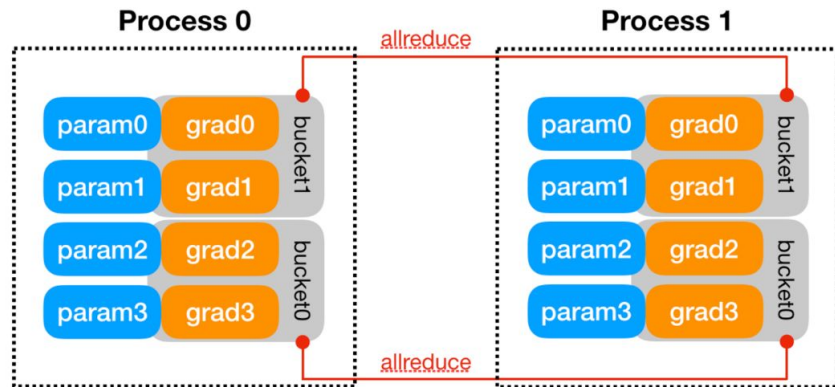 Process 0
Process 1
allreduce
param0 grad0
param1 grad1
bucket1
param2 grad2
param3 grad3
bucket0
param0 grad0
param1 grad1
bucket1
param2 grad2
param3 grad3
bucket0
allreduce